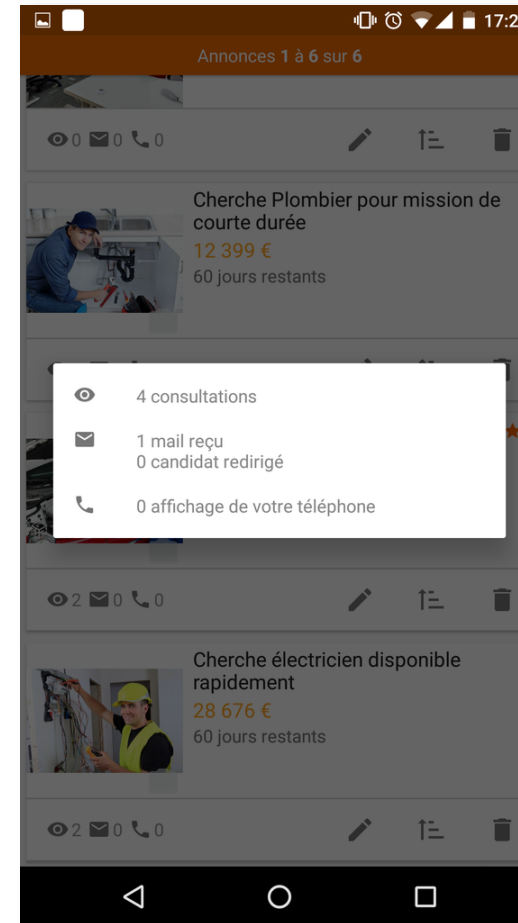 17:2
Annonces 1 à 6 sur 6
0 0 0
Cherche Plombier pour mission de
courte durée
12 399 €
60 jours restants
4 consultations
1 mail reçu
0 candidat redirigé
0 affichage de votre téléphone
2 0 0
Cherche électricien disponible
rapidement
28 676 €
60 jours restants
2 0 0